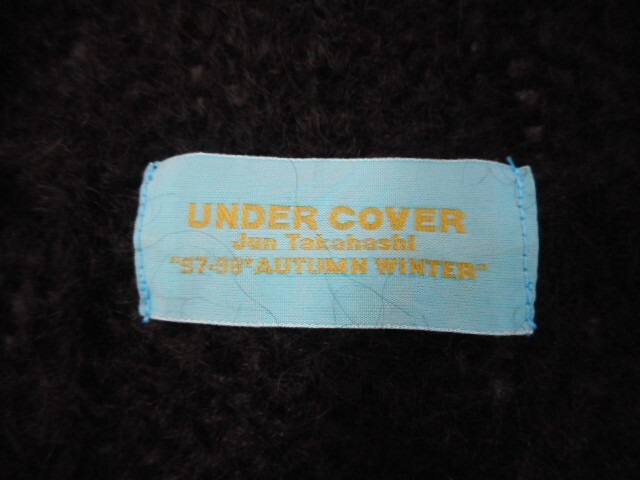 UNDER COVER
Jun Takahashi
"97-98" AUTUMN WINTER"